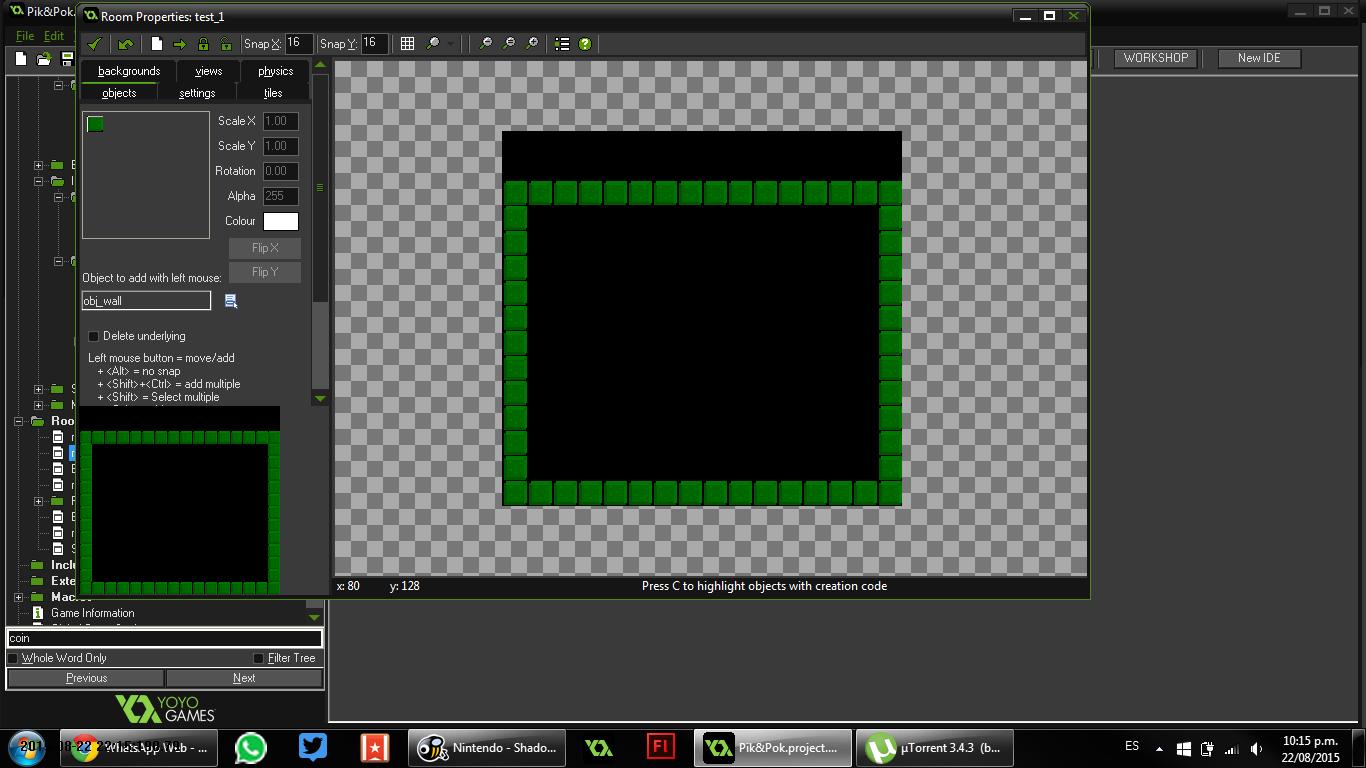 Pik&Pok.
Room Properties: test_1
File Edit
Snap X: 16 Snap Y: 16
WORKSHOP New IDE
backgrounds views physics
objects settings tiles
Scale X 1.00
Scale Y 1.00
Rotation 0.00
Alpha 255
Colour
Flip X
Flip Y
Object to add with left mouse:
obj_wall
Delete underlying
Left mouse button = move/add
+ <Alt> = no snap
+ <Shift>+<Ctrl> = add multiple
+ <Shift> = Select multiple
x: 80 y: 128 Press C to highlight objects with creation code
Roo
Inclu
Exte
Macro
Game Information
coin
Whole Word Only Filter Tree
Previous Next
YOYO
GAMES
WhatsApp Web - ...
Nintendo - Shado...
Fl
Pik&Pok.project....
µTorrent 3.4.3 (b...
ES
10:15 p.m.
22/08/2015